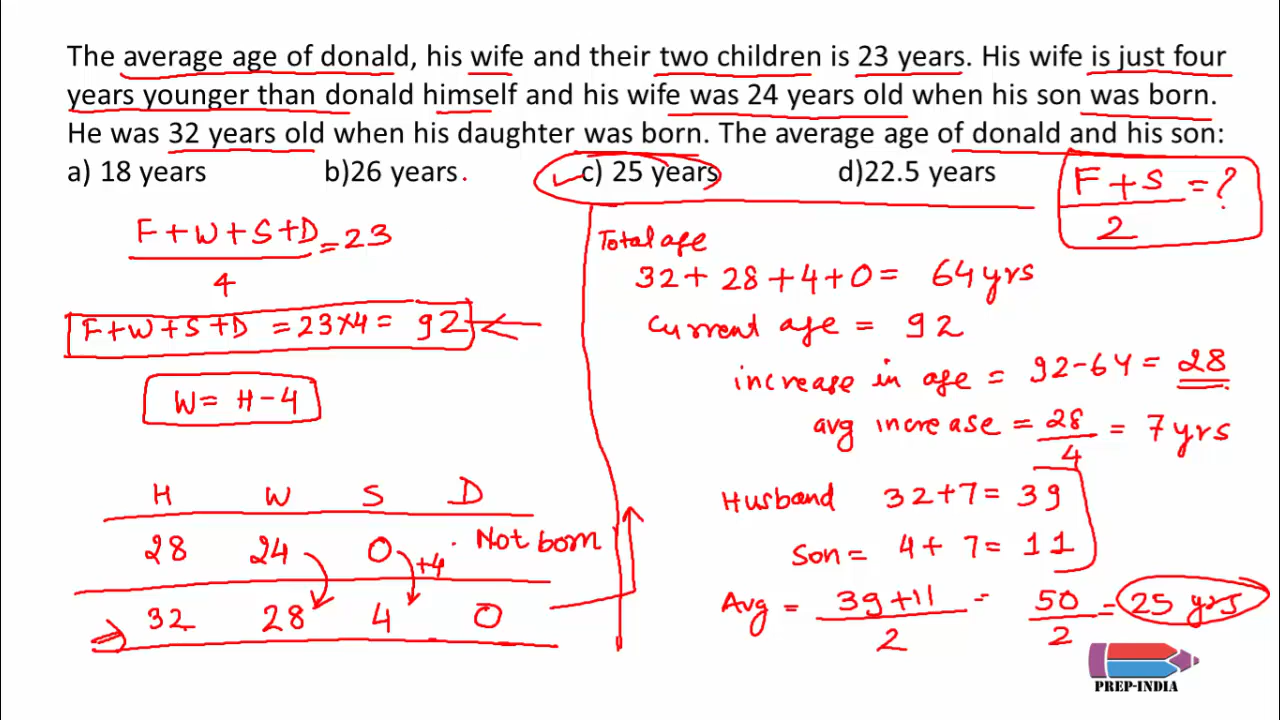 The average age of donald, his wife and their two children is 23 years. His wife is just four
years younger than donald himself and his wife was 24 years old when his son was born.
He was 32 years old when his daughter was born. The average age of donald and his son:
a) 18 years b)26 years. c) 25 years d)22.5 years
F+S/2 = ?
F+W+S+D/4 = 23
F+W+S+D = 23×4 = 92
W = H-4
H W S D
28 24 0 Not born
+4
32 28 4 0
Total age
32+28+4+0 = 64 yrs
Current age = 92
increase in age = 92-64 = 28
avg increase = 28/4 = 7 yrs
Husband 32+7 = 39
Son = 4+7 = 11
Avg = 39+11/2 = 50/2 = 25 yrs
PREP-INDIA